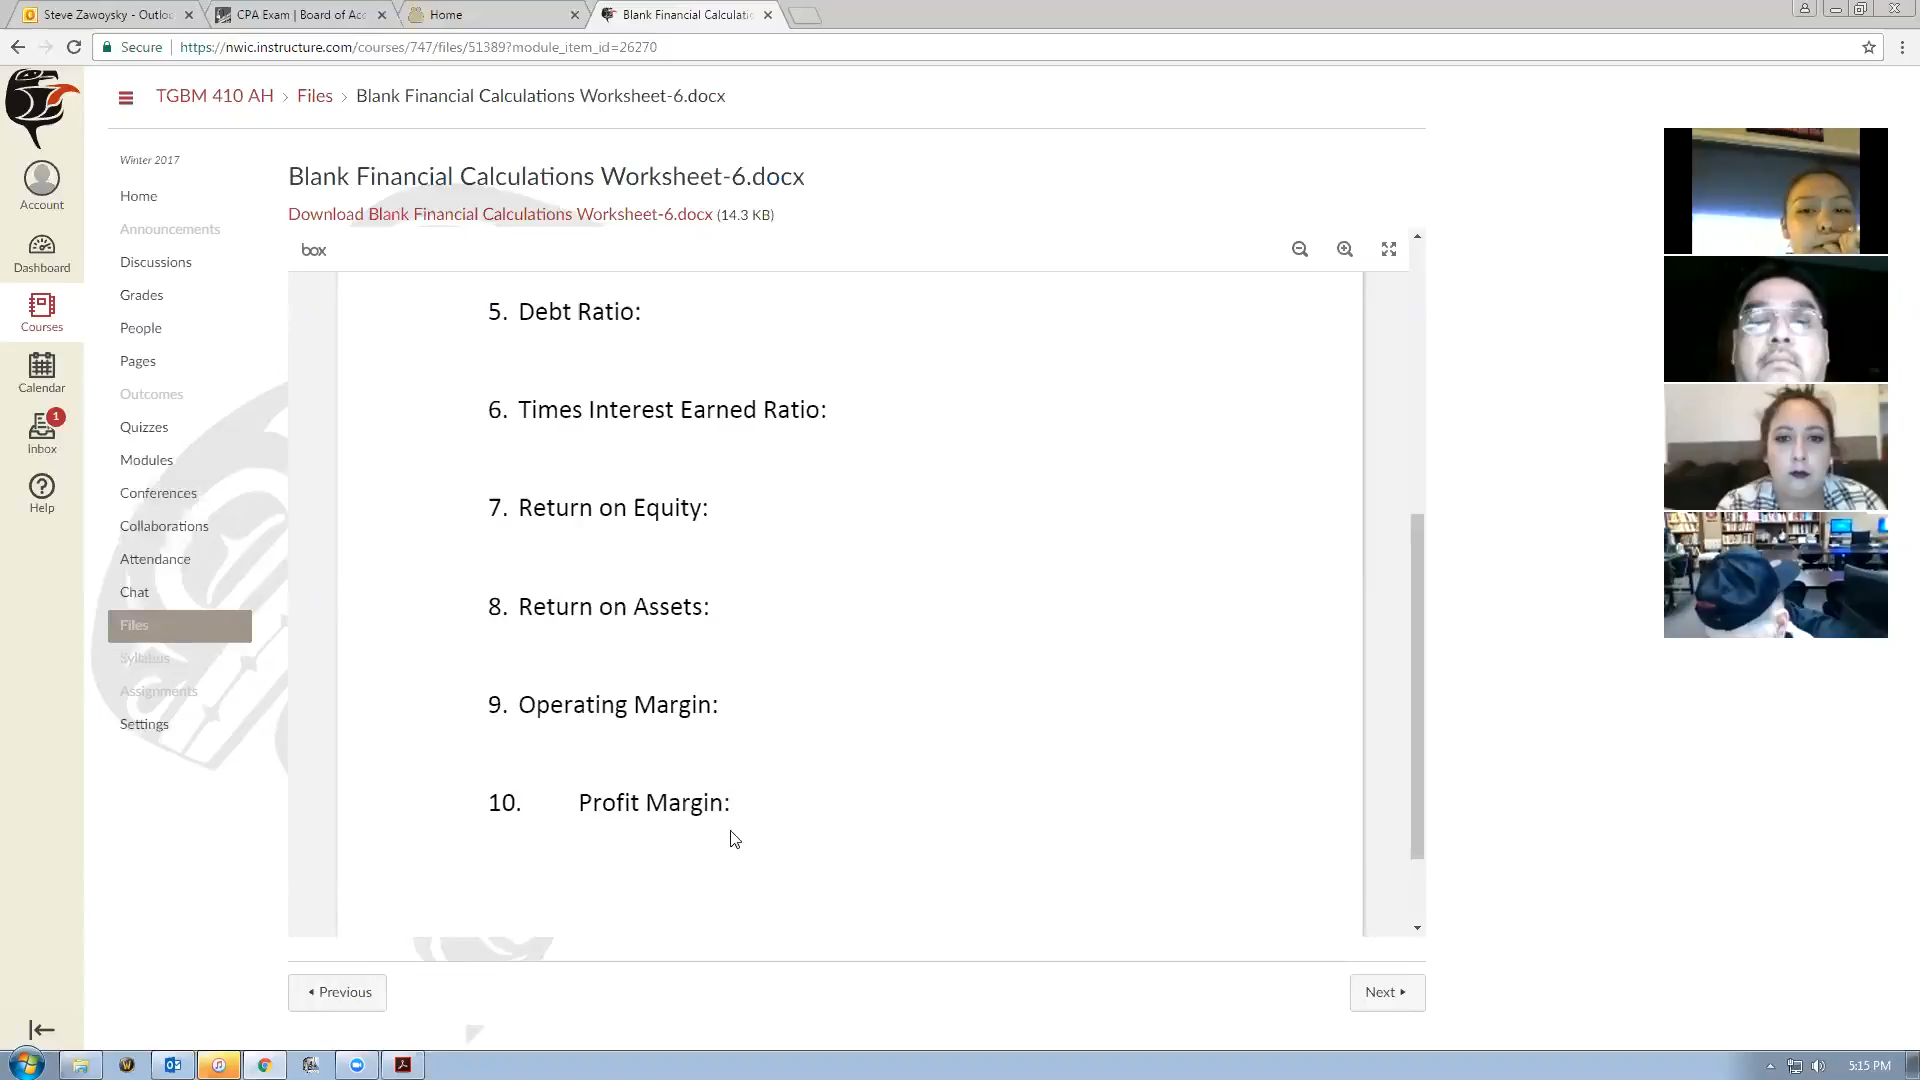 Steve Zawoysky - Outlo
CPA Exam | Board of Acc
Home
Blank Financial Calculatio
Secure
https://nwic.instructure.com/courses/747/files/51389?module_item_id=26270
TGBM 410 AH > Files > Blank Financial Calculations Worksheet-6.docx
Account
Dashboard
Courses
Calendar
1
Inbox
Help
Winter 2017
Home
Announcements
Discussions
Grades
People
Pages
Outcomes
Quizzes
Modules
Conferences
Collaborations
Attendance
Chat
Files
Syllabus
Assignments
Settings
Blank Financial Calculations Worksheet-6.docx
Download Blank Financial Calculations Worksheet-6.docx (14.3 KB)
box
5. Debt Ratio:
6. Times Interest Earned Ratio:
7. Return on Equity:
8. Return on Assets:
9. Operating Margin:
10. Profit Margin:
Previous
Next
5:15 PM